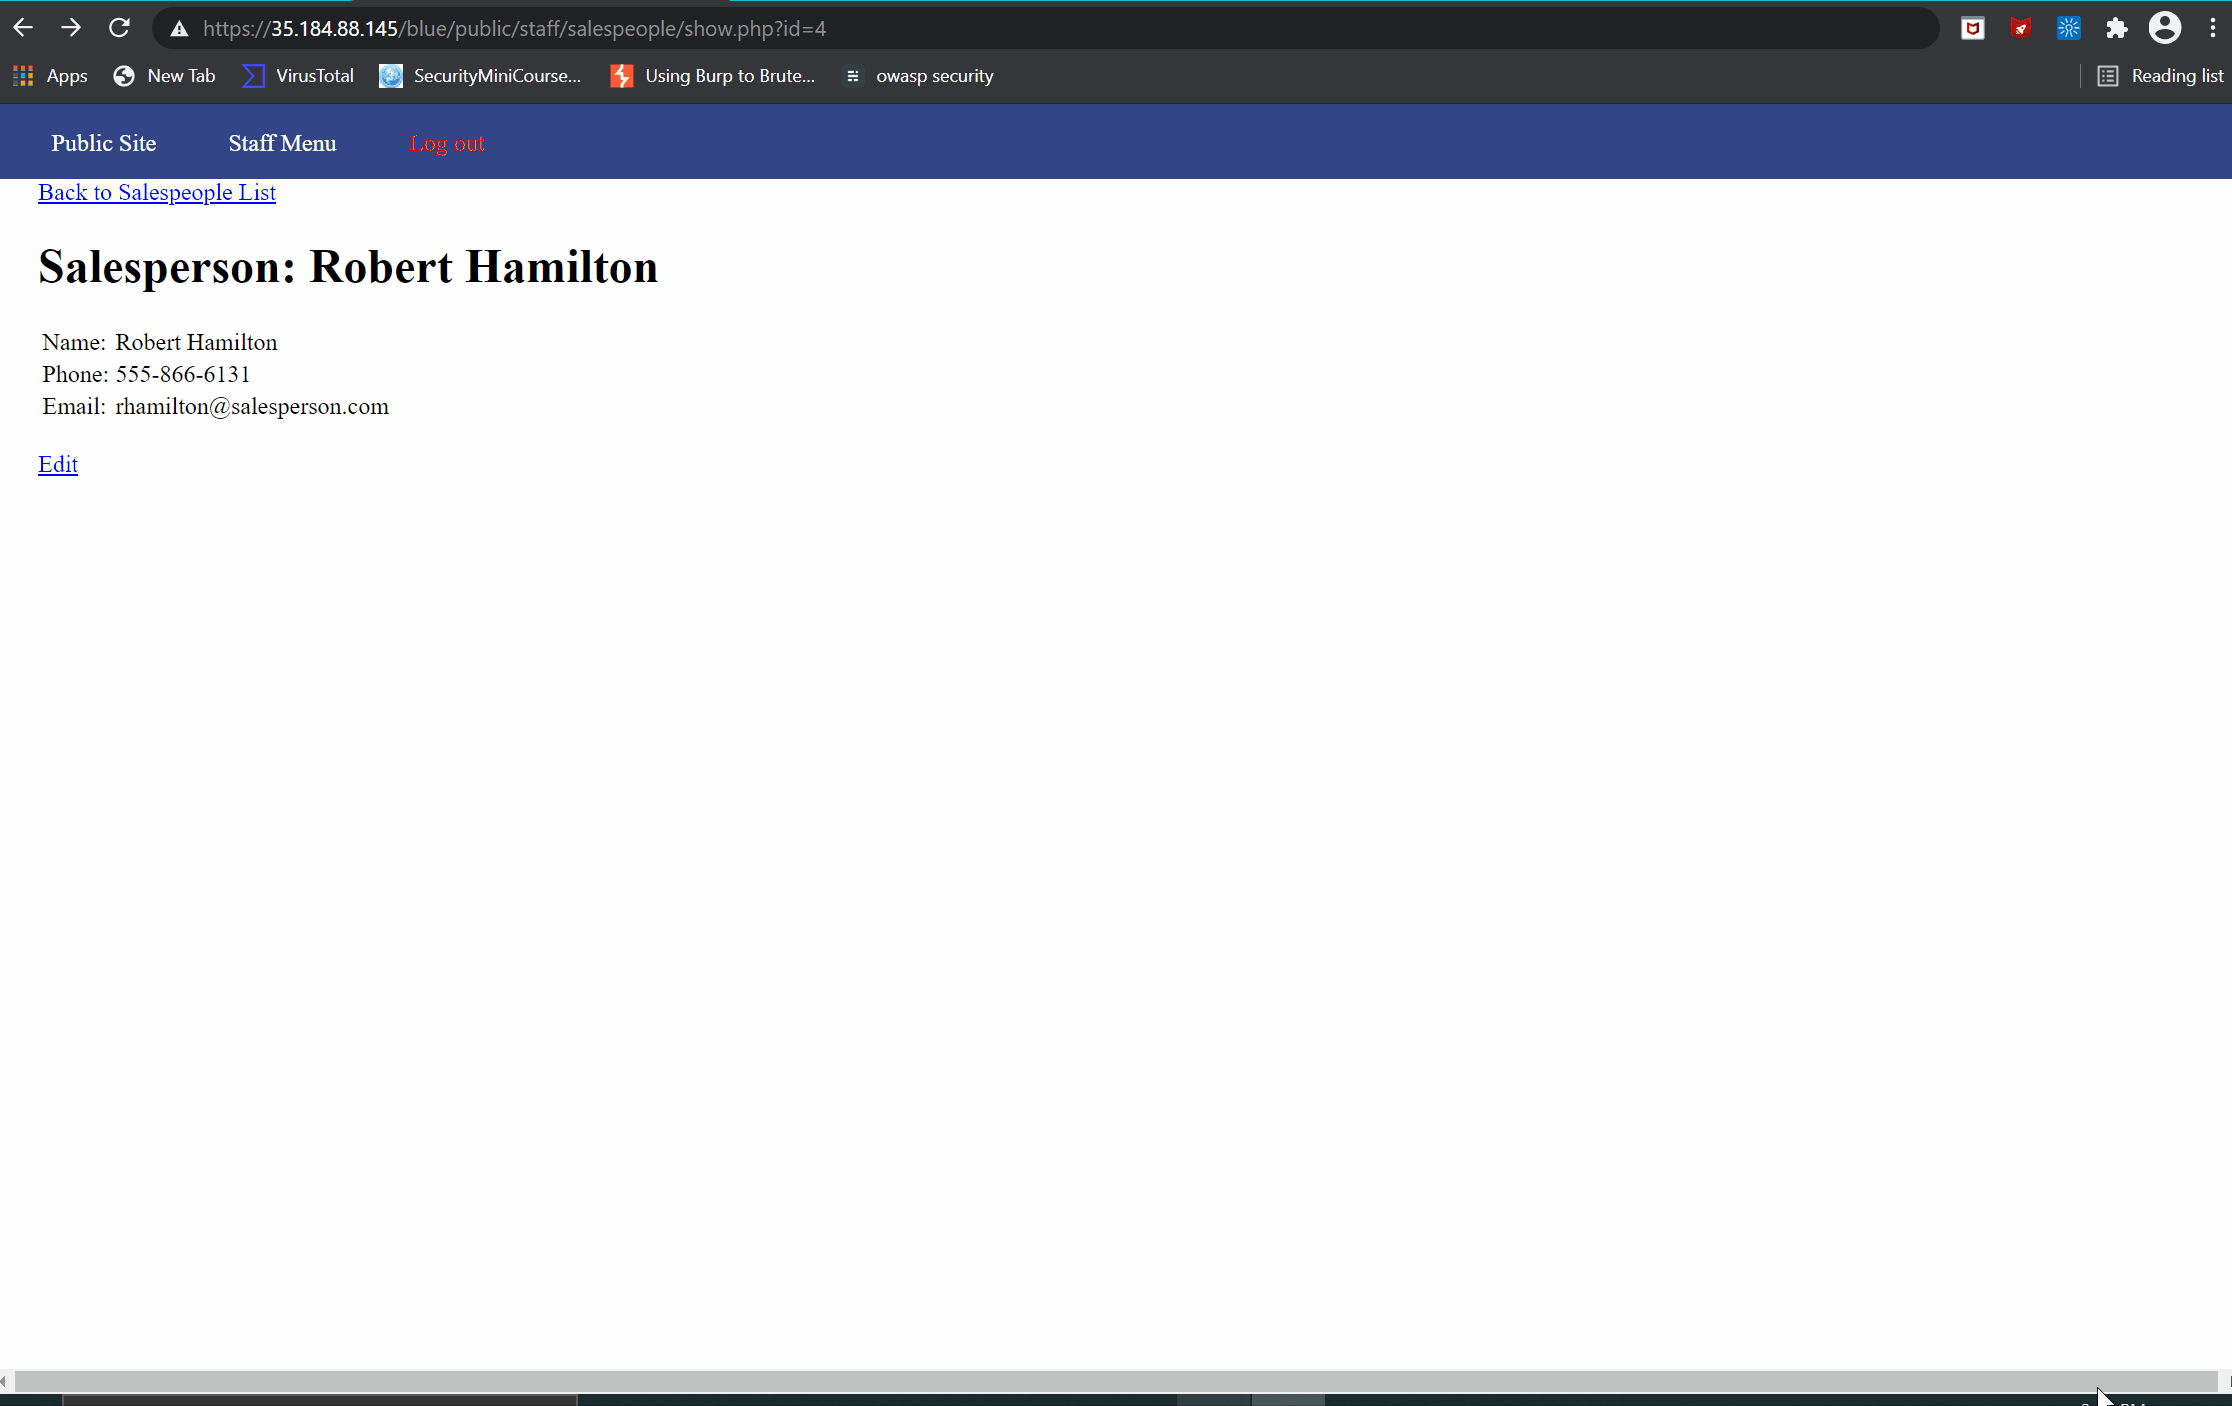 https://35.184.88.145/blue/public/staff/salespeople/show.php?id=4
Apps New Tab VirusTotal SecurityMiniCourse... Using Burp to Brute... owasp security Reading list
Public Site Staff Menu Log out
Back to Salespeople List
Salesperson: Robert Hamilton
Name: Robert Hamilton
Phone: 555-866-6131
Email: rhamilton@salesperson.com
Edit